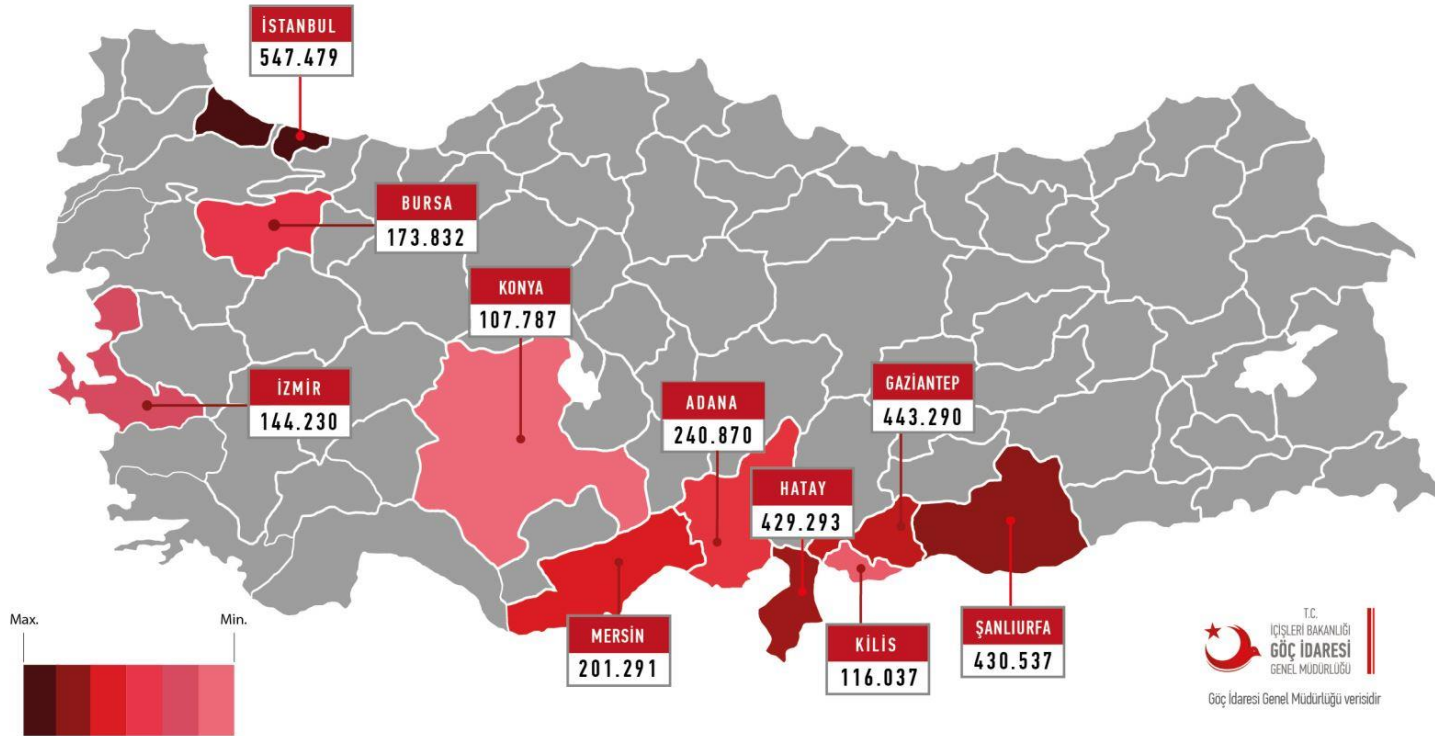 İSTANBUL
547.479
BURSA
173.832
KONYA
107.787
İZMİR
144.230
ADANA
240.870
GAZİANTEP
443.290
HATAY
429.293
MERSİN
201.291
KİLİS
116.037
ŞANLIURFA
430.537
Max.
Min.
T.C.
İÇİŞLERİ BAKANLIĞI
GÖÇ İDARESİ
GENEL MÜDÜRLÜĞÜ
Göç İdaresi Genel Müdürlüğü verisidir